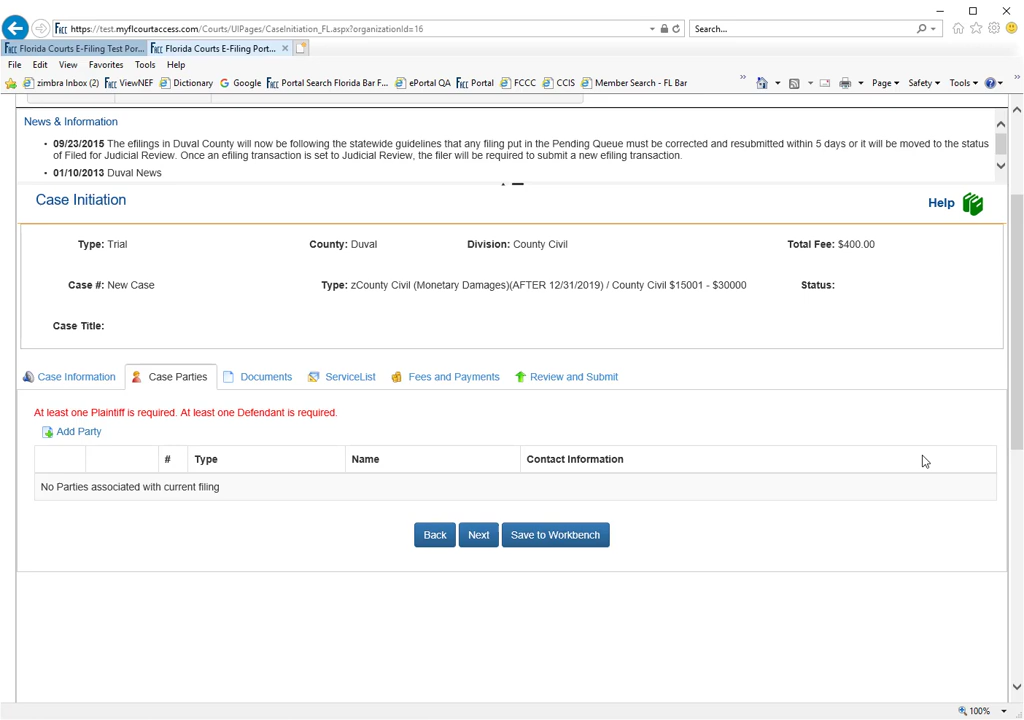 https://test.myflcourtaccess.com/Courts/UIPages/CaseInitiation_FL.aspx?organizationId=16
Search...
Florida Courts E-Filing Test Por...
Florida Courts E-Filing Port...
File Edit View Favorites Tools Help
zimbra Inbox (2) ViewNEF Dictionary Google Portal Search Florida Bar F... ePortal QA Portal FCCC CCIS Member Search - FL Bar
Page Safety Tools
News & Information
• 09/23/2015 The efilings in Duval County will now be following the statewide guidelines that any filing put in the Pending Queue must be corrected and resubmitted within 5 days or it will be moved to the status
of Filed for Judicial Review. Once an efiling transaction is set to Judicial Review, the filer will be required to submit a new efiling transaction.
• 01/10/2013 Duval News
Case Initiation
Help
Type: Trial County: Duval Division: County Civil Total Fee: $400.00
Case #: New Case Type: zCounty Civil (Monetary Damages)(AFTER 12/31/2019) / County Civil $15001 - $30000 Status:
Case Title:
Case Information Case Parties Documents ServiceList Fees and Payments Review and Submit
At least one Plaintiff is required. At least one Defendant is required.
Add Party
# Type Name Contact Information
No Parties associated with current filing
Back Next Save to Workbench
100%